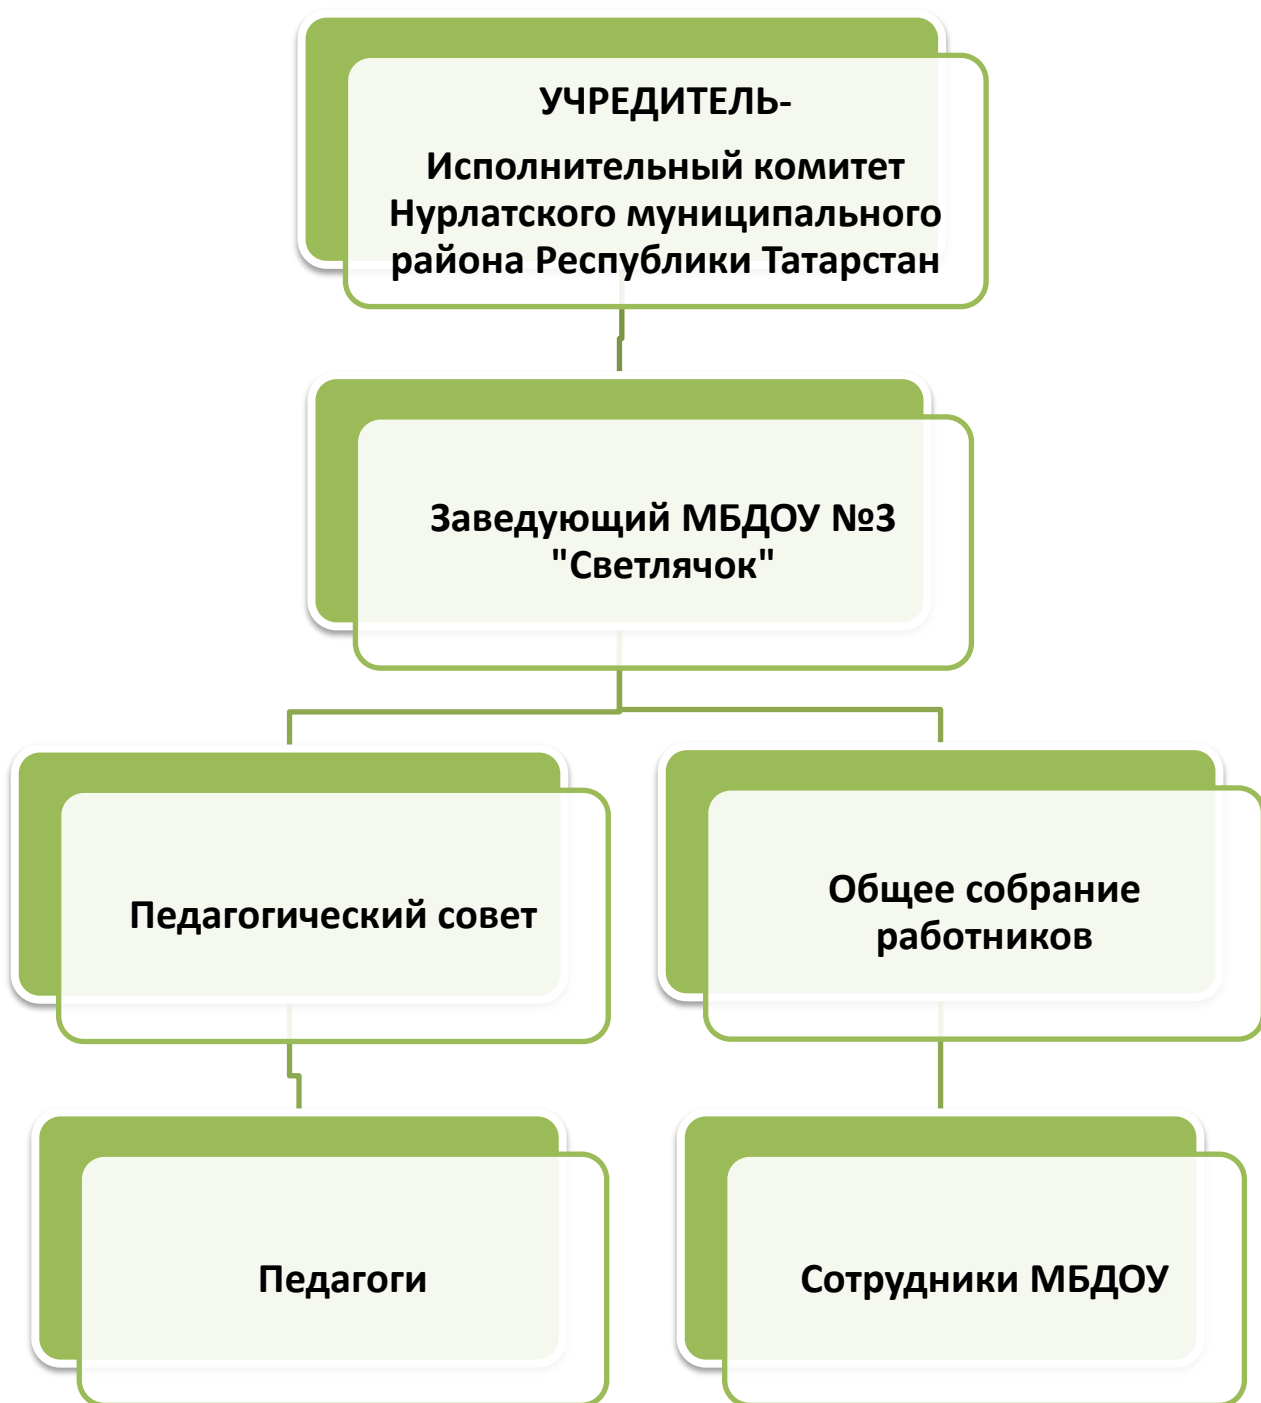 УЧРЕДИТЕЛЬ-
Исполнительный комитет
Нурлатского муниципального
района Республики Татарстан
Заведующий МБДОУ №3
"Светлячок"
Педагогический совет
Общее собрание
работников
Педагоги
Сотрудники МБДОУ